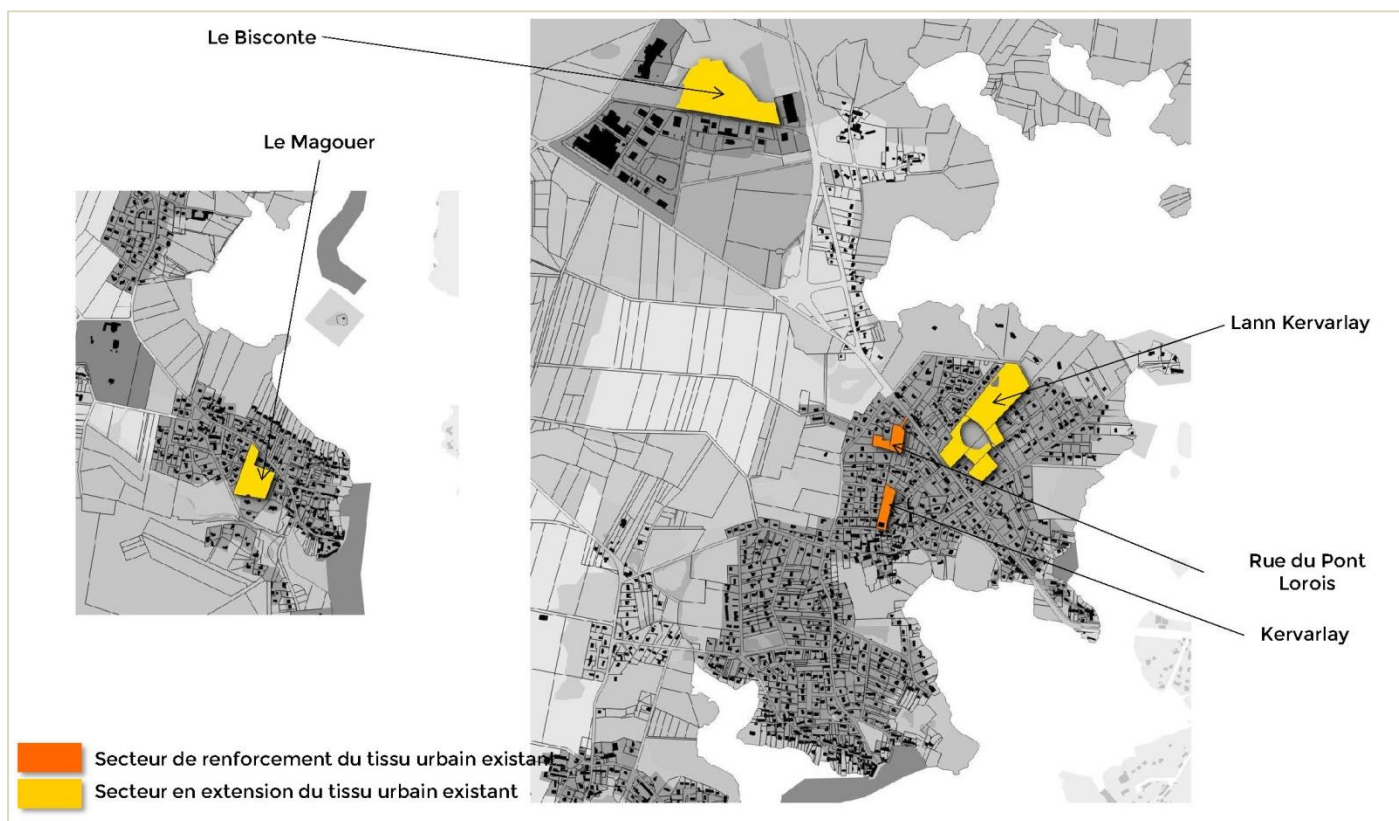 Le Bisconte
Le Magouer
Lann Kervarlay
Rue du Pont
Lorois
Kervarlay
Secteur de renforcement du tissu urbain existant
Secteur en extension du tissu urbain existant